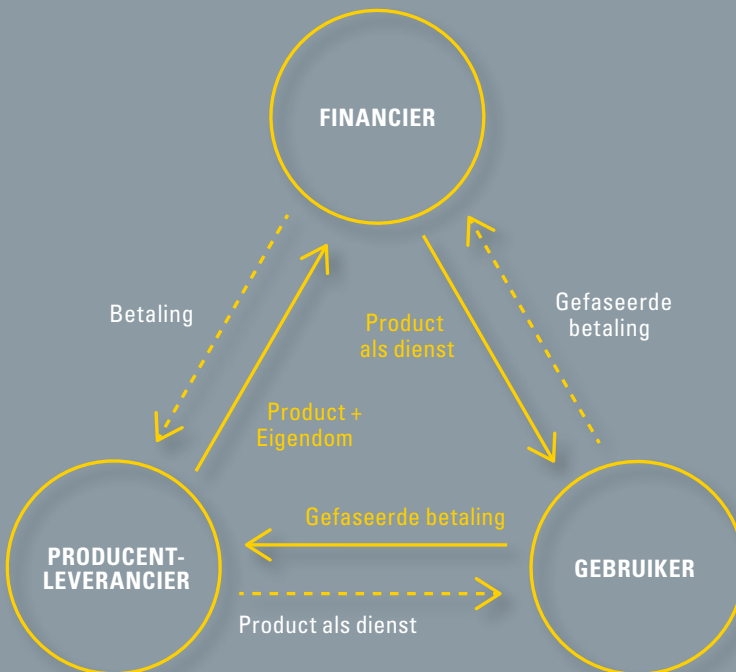 FINANCIER
Betaling
Product
als dienst
Gefaseerde
betaling
Product +
Eigendom
Gefaseerde betaling
PRODUCENT-
LEVERANCIER
GEBRUIKER
Product als dienst